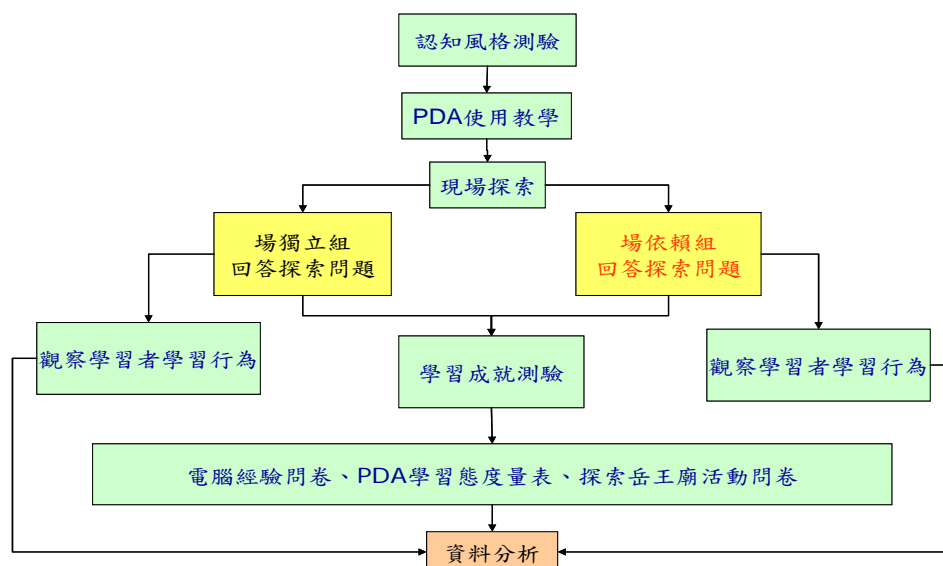 認知風格測驗
PDA使用教學
現場探索
場獨立組
回答探索問題
場依賴組
回答探索問題
觀察學習者學習行為
學習成就測驗
觀察學習者學習行為
電腦經驗問卷、PDA學習態度量表、探索岳王廟活動問卷
資料分析